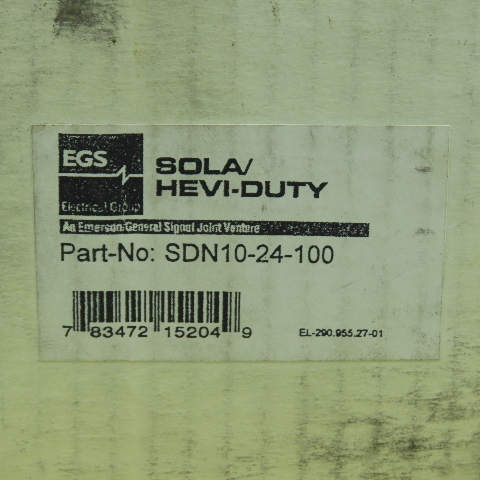 EGS
Electrical Group
SOLA/
HEVI-DUTY
An Emerson/General Signal Joint Venture
Part-No: SDN10-24-100
7 83472 15204 9
EL-290.955.27-01